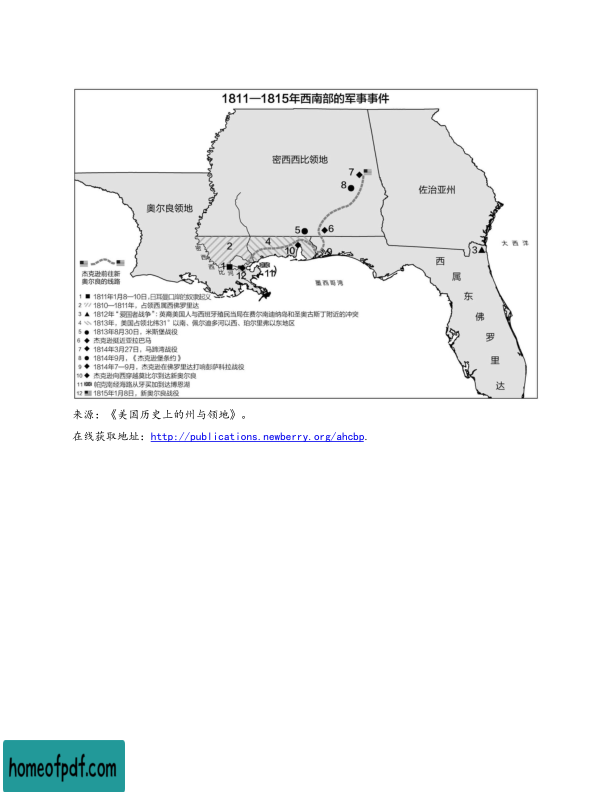 1811—1815年西南部的军事事件
密西西比领地
佐治亚州
奥尔良领地
大西洋
墨西哥湾
密西西比河
西属东佛罗里达
7
8
5
6
4
2
10
9
3
1
12
11
杰克逊前往新
奥尔良的线路
1 1811年1月8—10日,日耳曼口岸的奴隶起义
2 1810—1811年,占领西属西佛罗里达
3 1812年“爱国者战争”:英裔美国人与西班牙殖民当局在费尔南迪纳岛和圣奥古斯丁附近的冲突
4 1813年,美国占领北纬31°以南、佩尔迪多河以西、珀尔里奥以东地区
5 1813年8月30日,米斯堡战役
6 杰克逊挺近亚拉巴马
7 1814年3月27日,马蹄湾战役
8 1814年9月,《杰克逊堡条约》
9 1814年7—9月,杰克逊在佛罗里达打响彭萨科拉战役
10 杰克逊向西穿越莫比尔到达新奥尔良
11 帕克南经海路从牙买加到达博恩湖
12 1815年1月8日,新奥尔良战役
来源:《美国历史上的州与领地》。
在线获取地址:http://publications.newberry.org/ahcbp.
homeofpdf.com